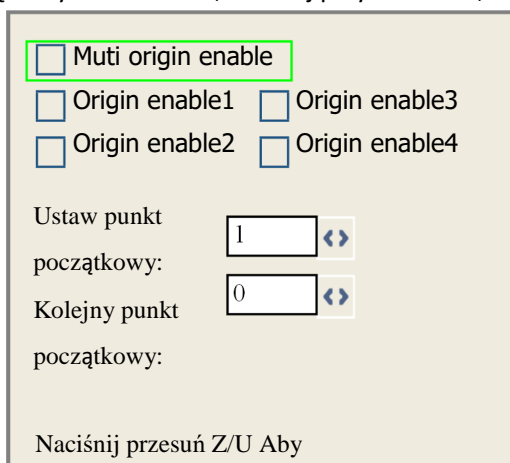 Muti origin enable
Origin enable1 Origin enable3
Origin enable2 Origin enable4
Ustaw punkt
początkowy:
1
Kolejny punkt
początkowy:
0
Naciśnij przesuń Z/U Aby